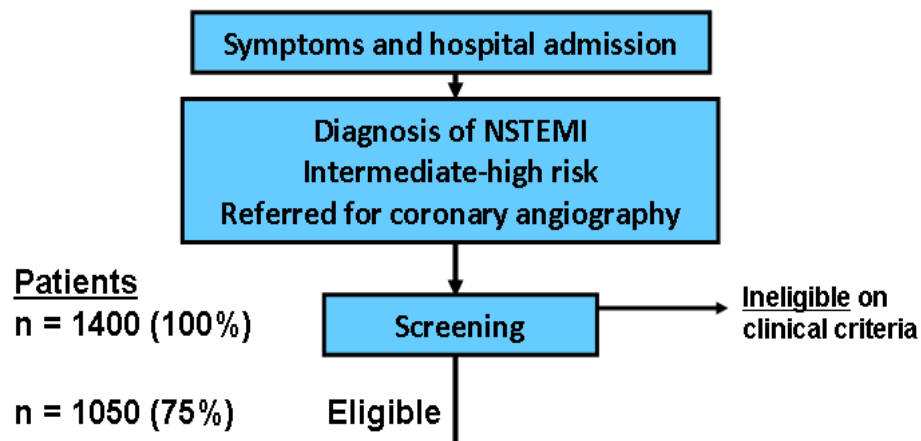 Symptoms and hospital admission
Diagnosis of NSTEMI
Intermediate-high risk
Referred for coronary angiography
Patients
n = 1400 (100%)
Screening
Ineligible on
clinical criteria
n = 1050 (75%)
Eligible